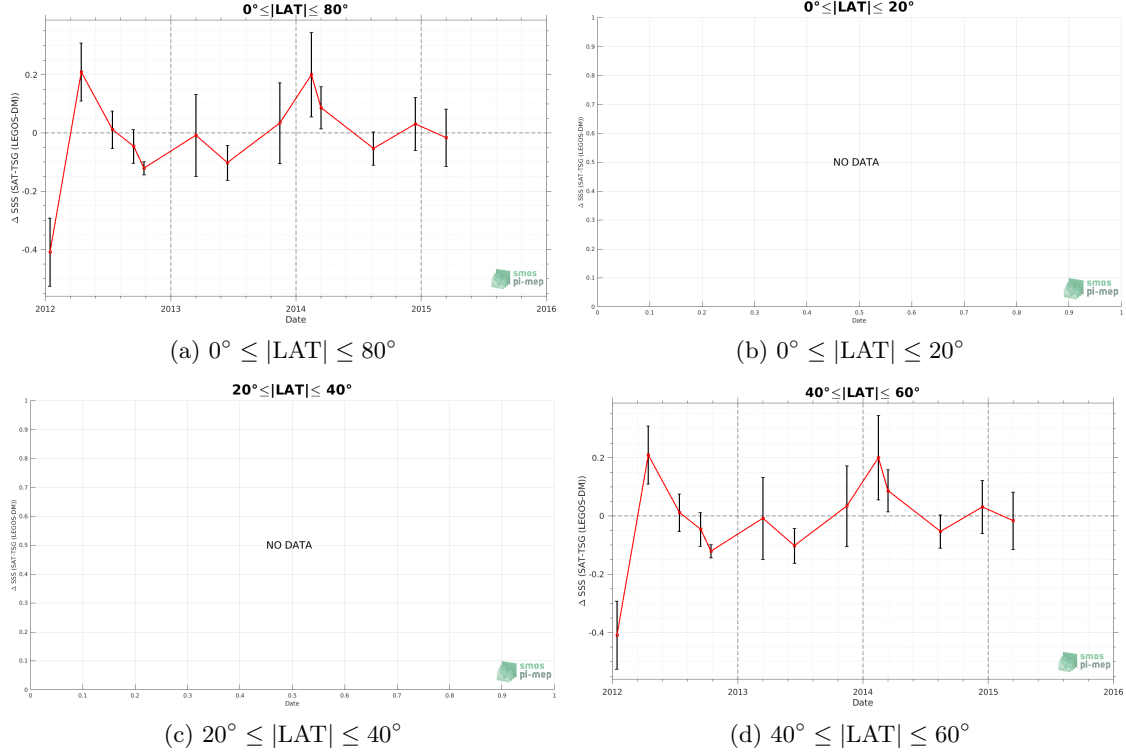 0°≤|LAT|≤ 80°
Δ SSS (SAT-TSG (LEGOS-DM))
0.2
0
-0.2
-0.4
2012 2013 2014 2015 2016
Date
smos
pi-mep
(a) 0° ≤ |LAT| ≤ 80°
0°≤|LAT|≤ 20°
Δ SSS (SAT-TSG (LEGOS-DM))
1
0.9
0.8
0.7
0.6
0.5
0.4
0.3
0.2
0.1
0
NO DATA
0 0.1 0.2 0.3 0.4 0.5 0.6 0.7 0.8 0.9 1
Date
smos
pi-mep
(b) 0° ≤ |LAT| ≤ 20°
20°≤|LAT|≤ 40°
Δ SSS (SAT-TSG (LEGOS-DM))
1
0.9
0.8
0.7
0.6
0.5
0.4
0.3
0.2
0.1
0
NO DATA
0 0.1 0.2 0.3 0.4 0.5 0.6 0.7 0.8 0.9 1
Date
smos
pi-mep
(c) 20° ≤ |LAT| ≤ 40°
40°≤|LAT|≤ 60°
Δ SSS (SAT-TSG (LEGOS-DM))
0.2
0
-0.2
-0.4
2012 2013 2014 2015 2016
Date
smos
pi-mep
(d) 40° ≤ |LAT| ≤ 60°